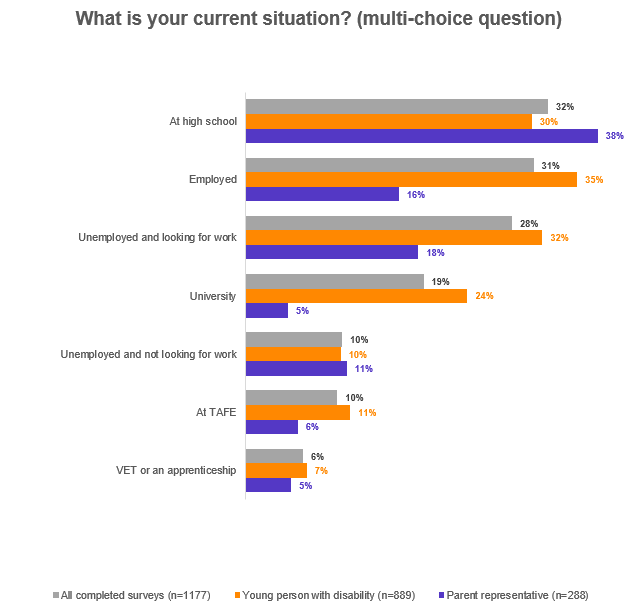 What is your current situation? (multi-choice question)
At high school
32%
30%
38%
Employed
31%
35%
16%
Unemployed and looking for work
28%
32%
18%
University
19%
24%
5%
Unemployed and not looking for work
10%
10%
11%
At TAFE
10%
11%
6%
VET or an apprenticeship
6%
7%
5%
All completed surveys (n=1177) Young person with disability (n=889) Parent representative (n=288)